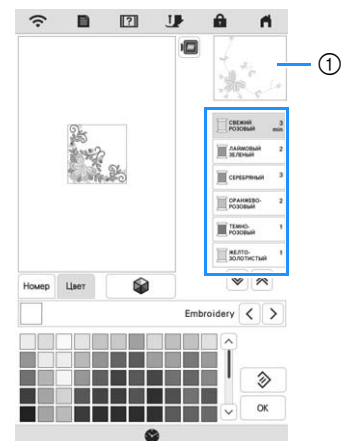 ①
СВЕЖИЙ 3
РОЗОВЫЙ min
ЛАЙМОВЫЙ 2
ЗЕЛЕНЫЙ
СЕРЕБРЯНЫЙ 3
ОРАНЖЕВО- 2
РОЗОВЫЙ
ТЕМНО- 1
РОЗОВЫЙ
ЖЕЛТО- 1
ЗОЛОТИСТЫЙ
Номер Цвет
Embroidery
OK